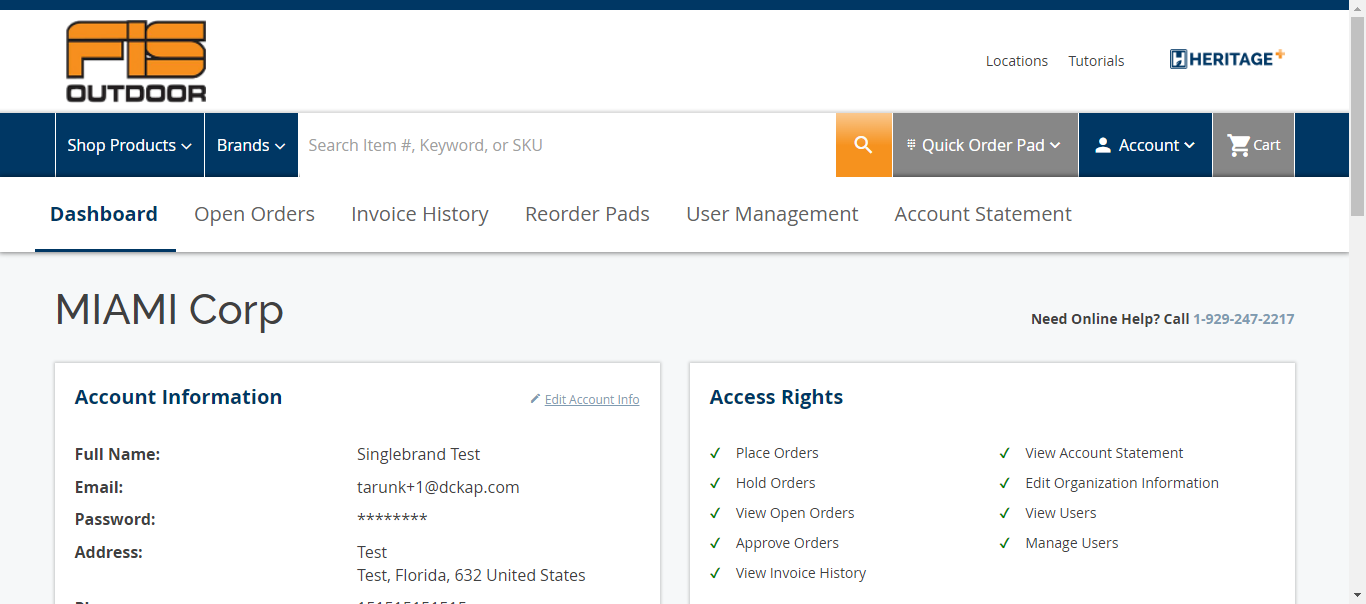 FIS
OUTDOOR
Locations Tutorials HERITAGE+
Shop Products Brands Search Item #, Keyword, or SKU Quick Order Pad Account Cart
Dashboard Open Orders Invoice History Reorder Pads User Management Account Statement
MIAMI Corp
Need Online Help? Call 1-929-247-2217
Account Information Edit Account Info
Full Name: Singlebrand Test
Email: tarunk+1@dckap.com
Password: ********
Address: Test
Test, Florida, 632 United States
Access Rights
Place Orders
Hold Orders
View Open Orders
Approve Orders
View Invoice History
View Account Statement
Edit Organization Information
View Users
Manage Users